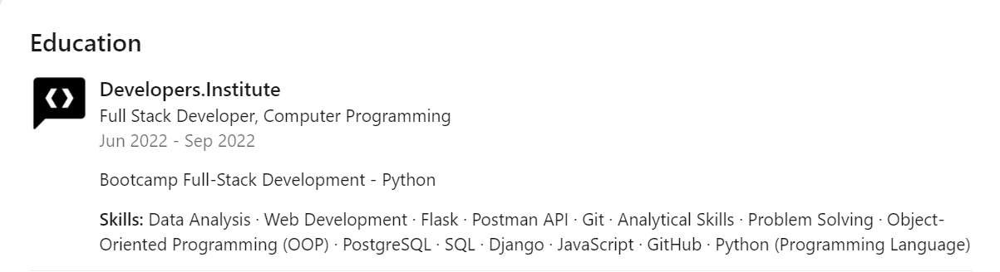 Education
Developers.Institute
Full Stack Developer, Computer Programming
Jun 2022 - Sep 2022
Bootcamp Full-Stack Development - Python
Skills: Data Analysis · Web Development · Flask · Postman API · Git · Analytical Skills · Problem Solving · Object-
Oriented Programming (OOP) · PostgreSQL · SQL · Django · JavaScript · GitHub · Python (Programming Language)